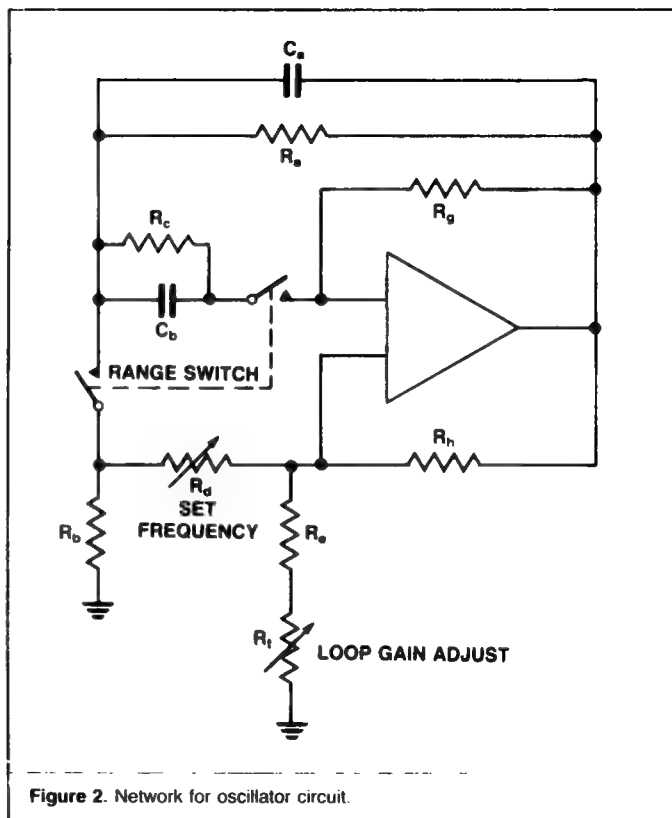 Ca
Ra
Rg
Rc
Cb
RANGE SWITCH
Rh
Rd
SET
FREQUENCY
Rb
Re
Rf
LOOP GAIN ADJUST
Figure 2. Network for oscillator circuit.